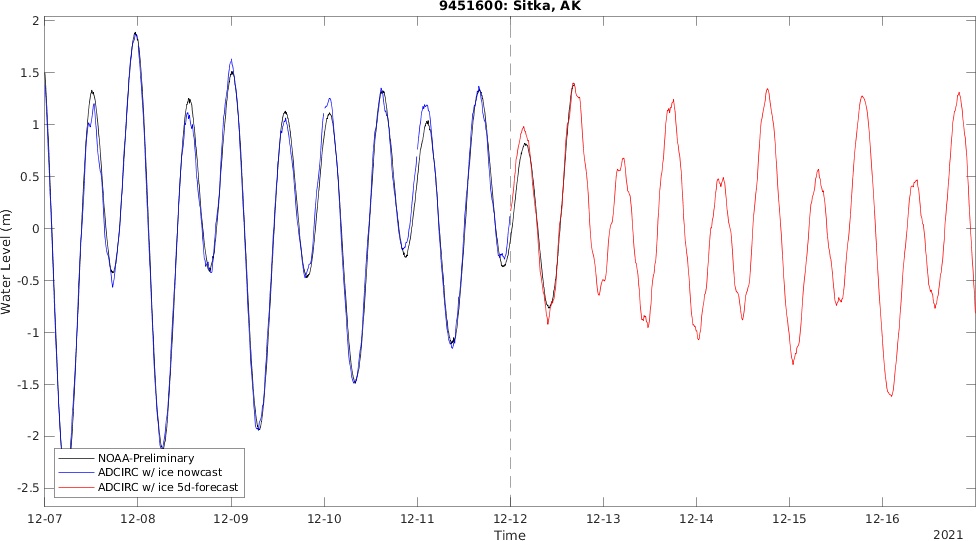 9451600: Sitka, AK
Water Level (m)
2
1.5
1
0.5
0
-0.5
-1
-1.5
-2
-2.5
NOAA-Preliminary
ADCIRC w/ ice nowcast
ADCIRC w/ ice 5d-forecast
12-07 12-08 12-09 12-10 12-11 12-12 12-13 12-14 12-15 12-16
Time
2021